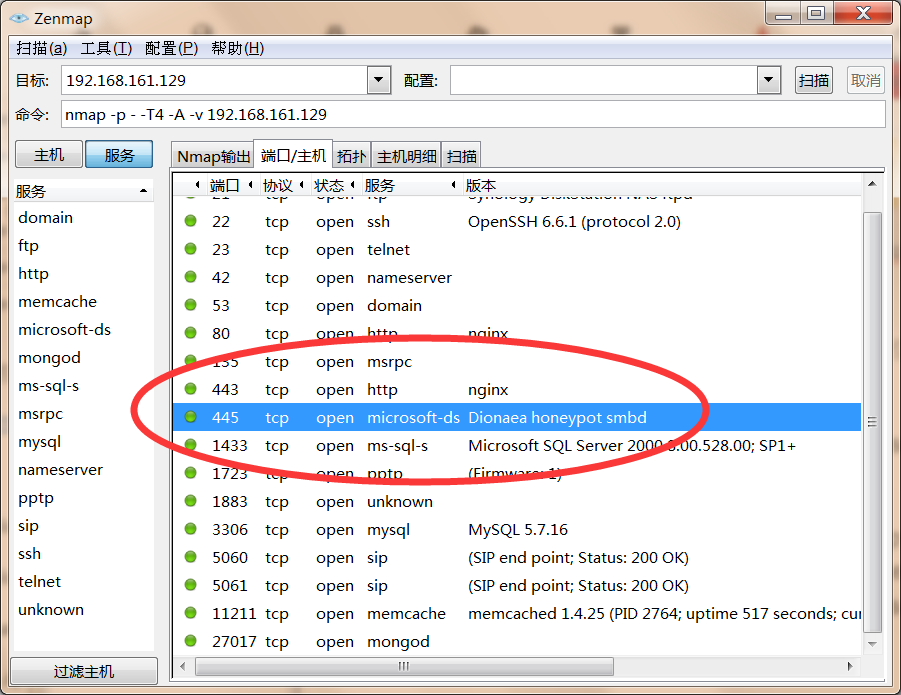 Zenmap
扫描(a) 工具(T) 配置(P) 帮助(H)
目标: 192.168.161.129 配置: 扫描 取消
命令: nmap -p - -T4 -A -v 192.168.161.129
主机 服务
服务
domain
ftp
http
memcache
microsoft-ds
mongod
ms-sql-s
msrpc
mysql
nameserver
pptp
sip
ssh
telnet
unknown
过滤主机
Nmap输出 端口/主机 拓扑 主机明细 扫描
端口 协议 状态 服务 版本
21 tcp open ftp Synology DiskStation NAS ftpd
22 tcp open ssh OpenSSH 6.6.1 (protocol 2.0)
23 tcp open telnet
42 tcp open nameserver
53 tcp open domain
80 tcp open http nginx
135 tcp open msrpc
443 tcp open http nginx
445 tcp open microsoft-ds Dionaea honeypot smbd
1433 tcp open ms-sql-s Microsoft SQL Server 2000 8.00.528.00; SP1+
1723 tcp open pptp (Firmware: 1)
1883 tcp open unknown
3306 tcp open mysql MySQL 5.7.16
5060 tcp open sip (SIP end point; Status: 200 OK)
5061 tcp open sip (SIP end point; Status: 200 OK)
11211 tcp open memcache memcached 1.4.25 (PID 2764; uptime 517 seconds; cur
27017 tcp open mongod